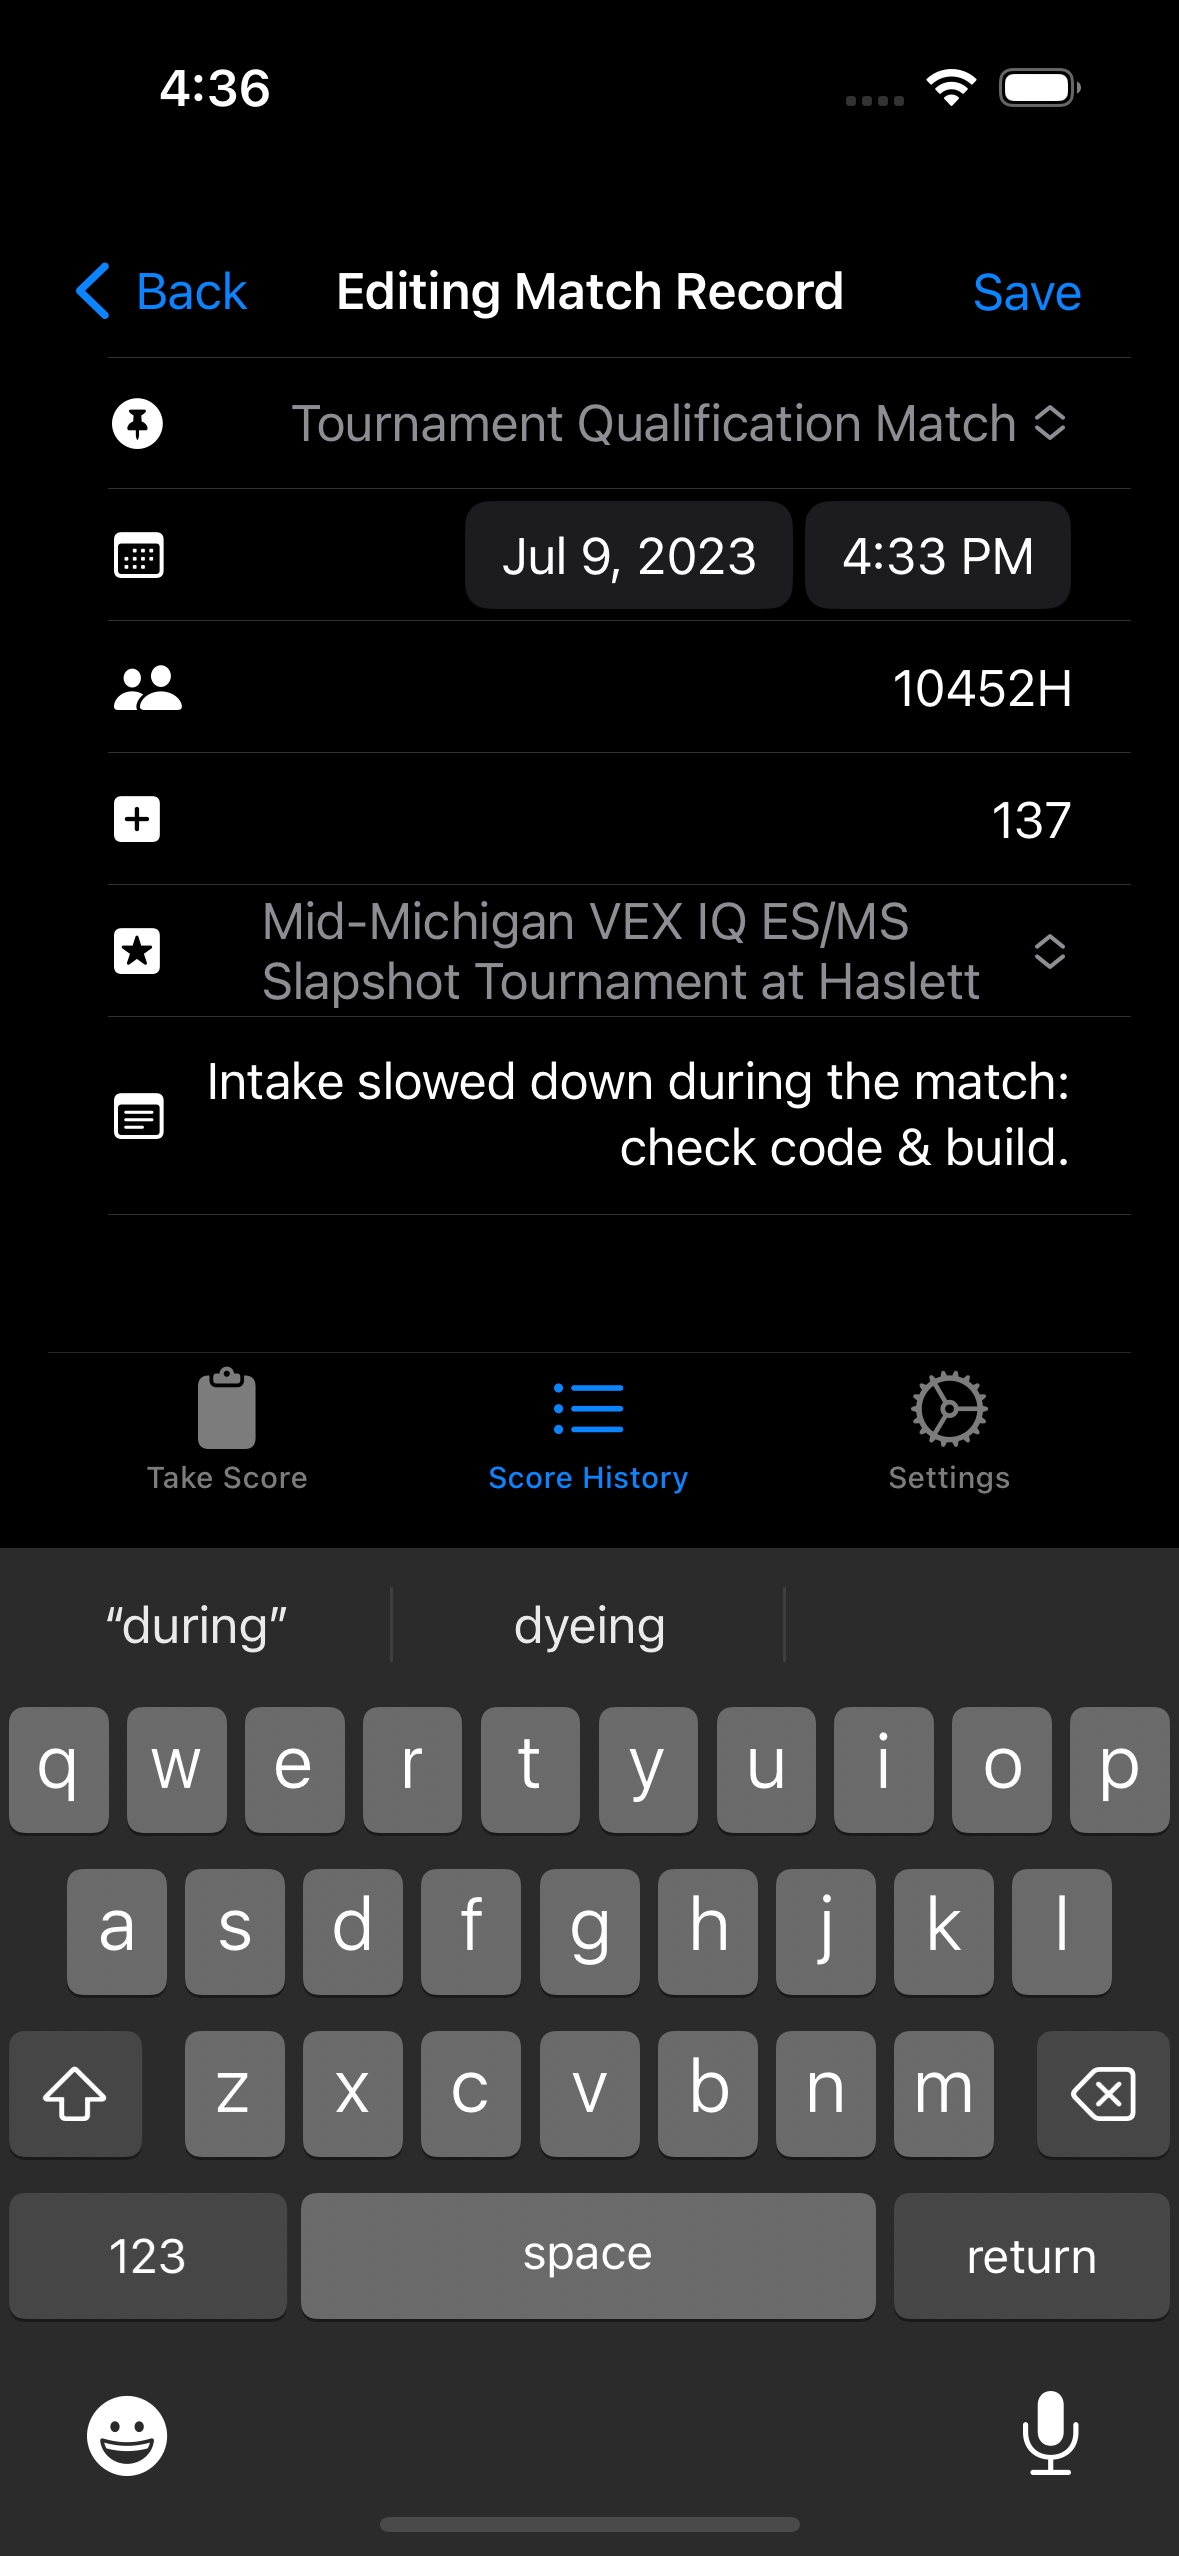 4:36
Back Editing Match Record Save
Tournament Qualification Match
Jul 9, 2023 4:33 PM
10452H
137
Mid-Michigan VEX IQ ES/MS
Slapshot Tournament at Haslett
Intake slowed down during the match:
check code & build.
Take Score Score History Settings
“during” dyeing
q w e r t y u i o p
a s d f g h j k l
z x c v b n m
123 space return